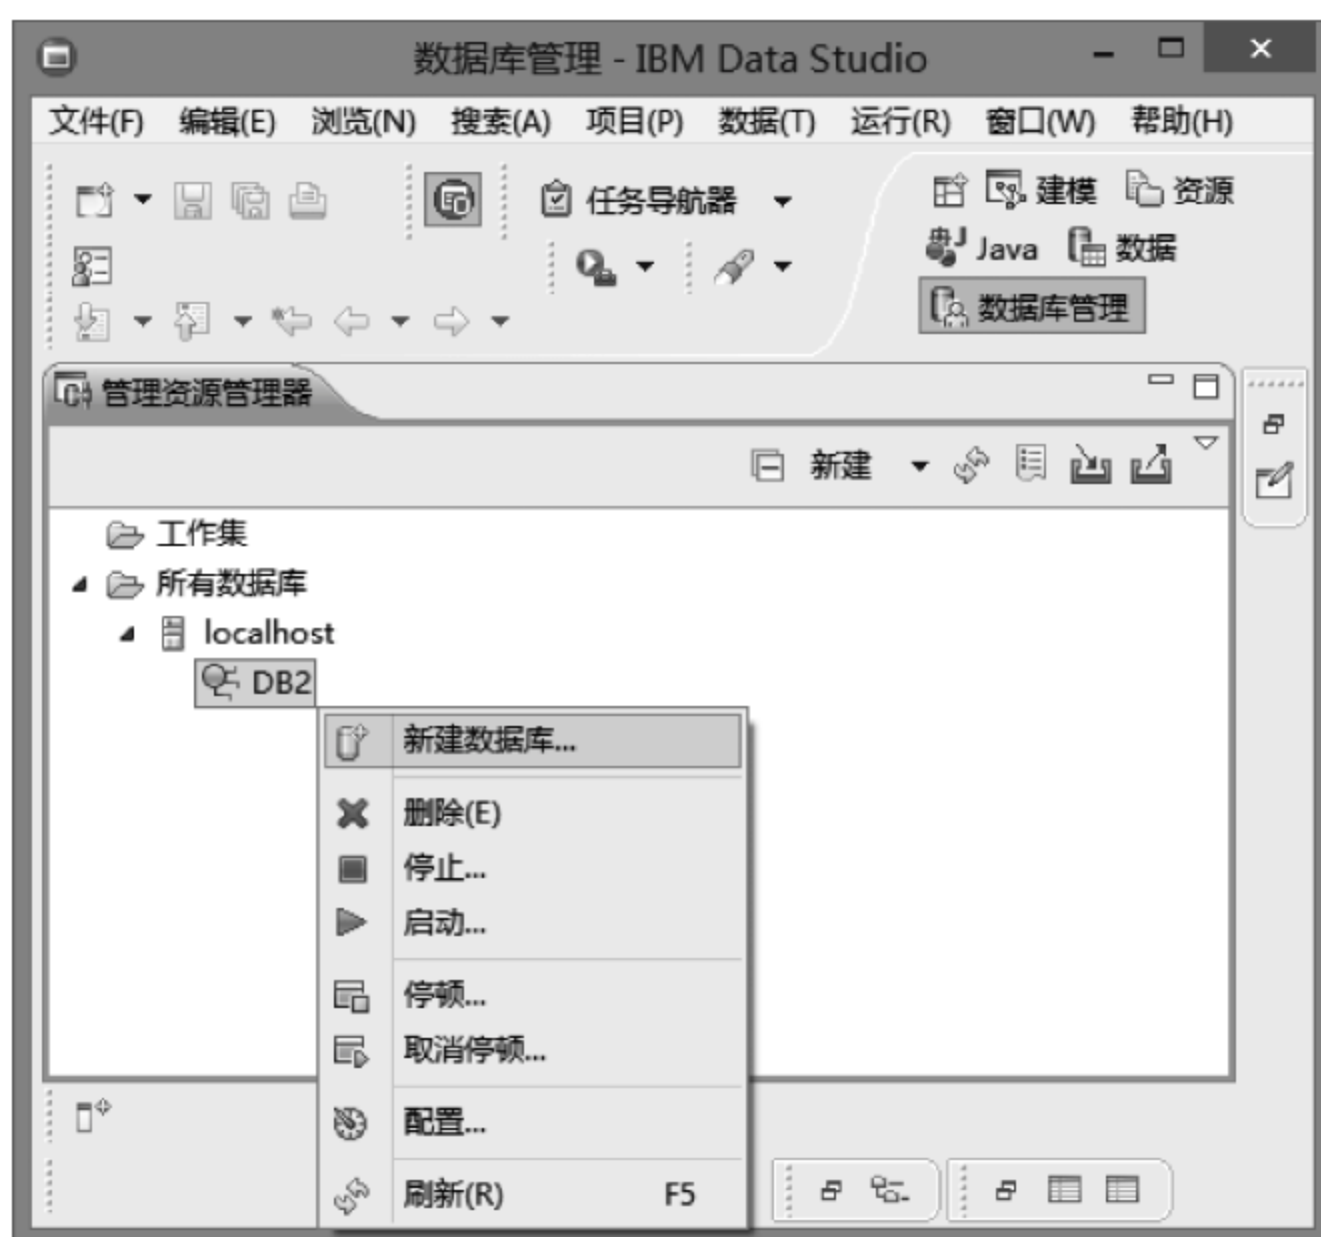 数据库管理 - IBM Data Studio
文件(F) 编辑(E) 浏览(N) 搜索(A) 项目(P) 数据(T) 运行(R) 窗口(W) 帮助(H)
任务导航器 建模 资源
Java 数据
数据库管理
管理资源管理器
新建
工作集
所有数据库
localhost
DB2
新建数据库...
删除(E)
停止...
启动...
停顿...
取消停顿...
配置...
刷新(R) F5